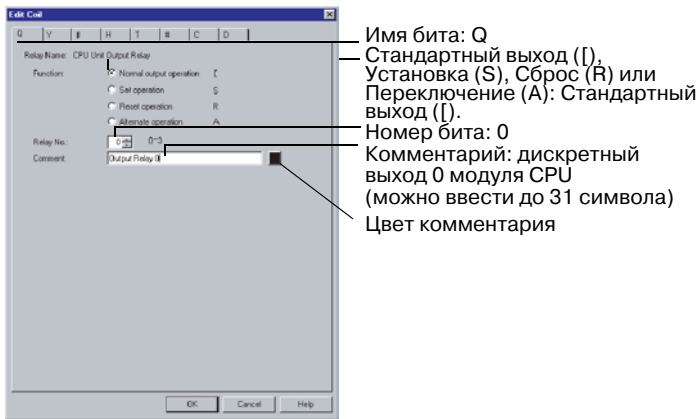 Edit Coil
Q Y # H T # C D
Relay Name: CPU Unit Output Relay
Function: Normal output operation [
Set operation S
Reset operation R
Alternate operation A
Relay No.: 0 0~3
Comment: Output Relay 0
OK Cancel Help
Имя бита: Q
Стандартный выход ([),
Установка (S), Сброс (R) или
Переключение (A): Стандартный
выход ([).
Номер бита: 0
Комментарий: дискретный
выход 0 модуля CPU
(можно ввести до 31 символа)
Цвет комментария